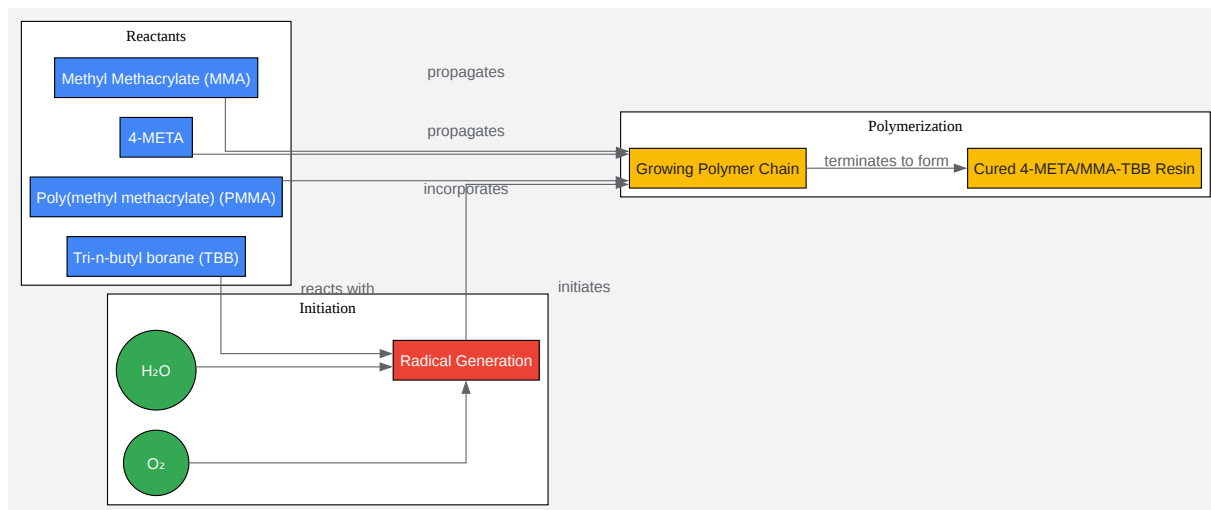 Reactants
Methyl Methacrylate (MMA)
propagates
4-META
propagates
Polymerization
Growing Polymer Chain
terminates to form
Cured 4-META/MMA-TBB Resin
Poly(methyl methacrylate) (PMMA)
incorporates
Tri-n-butyl borane (TBB)
reacts with
initiates
Initiation
H₂O
Radical Generation
O₂